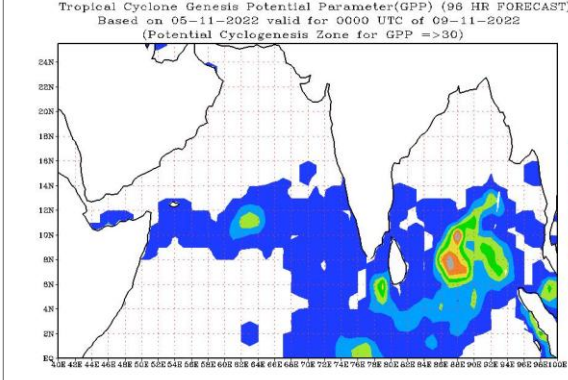 Tropical Cyclone Genesis Potential Parameter(GPP) (96 HR FORECAST)
Based on 05-11-2022 valid for 0000 UTC of 09-11-2022
(Potential Cyclogenesis Zone for GPP =>30)
24N
22N
20N
18N
16N
14N
12N
10N
8N
6N
4N
2N
EQ
40E 42E 44E 46E 48E 50E 52E 54E 56E 58E 60E 62E 64E 66E 68E 70E 72E 74E 76E 78E 80E 82E 84E 86E 88E 90E 92E 94E 96E 98E 100E